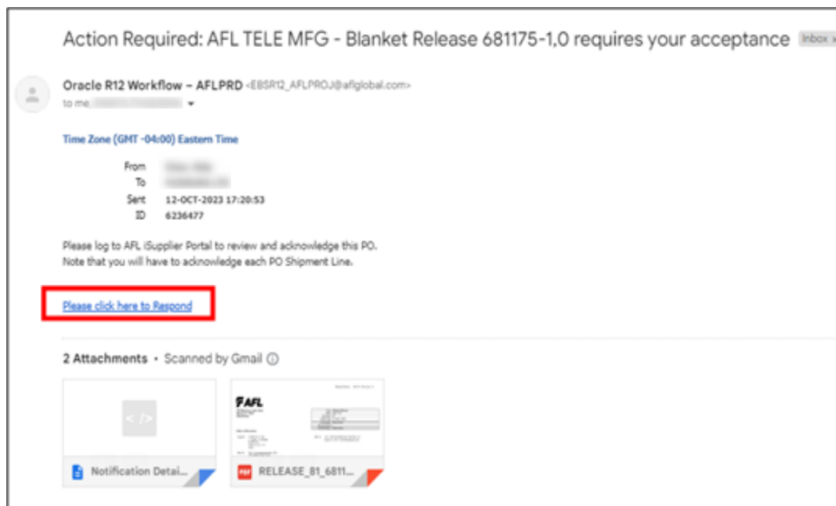 Action Required: AFL TELE MFG - Blanket Release 681175-1,0 requires your acceptance Inbox x
Oracle R12 Workflow – AFLPRD <EBSR12_AFLPROJ@aflglobal.com>
to me
Time Zone (GMT -04:00) Eastern Time
From
To
Sent 12-OCT-2023 17:20:53
ID 6236477
Please log to AFL iSupplier Portal to review and acknowledge this PO.
Note that you will have to acknowledge each PO Shipment Line.
Please click here to Respond
2 Attachments • Scanned by Gmail
</>
AFL
Notification Detai...
PDF RELEASE_81_6811...